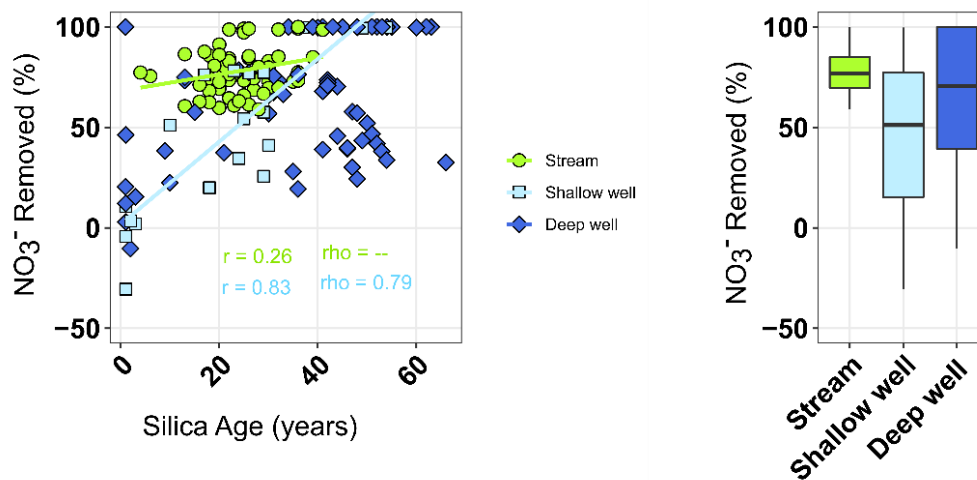 NO3- Removed (%)
100
50
0
−50
0
20
40
60
Silica Age (years)
r = 0.26 rho = --
r = 0.83 rho = 0.79
Stream
Shallow well
Deep well
NO3- Removed (%)
100
50
0
−50
Stream
Shallow well
Deep well